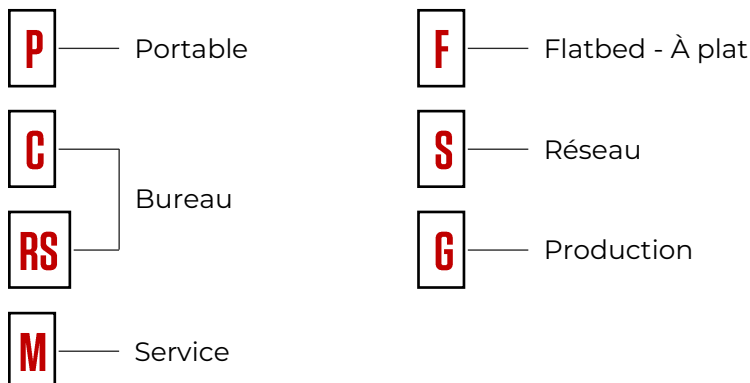 P Portable
C
Bureau
RS
M Service
F Flatbed - À plat
S Réseau
G Production